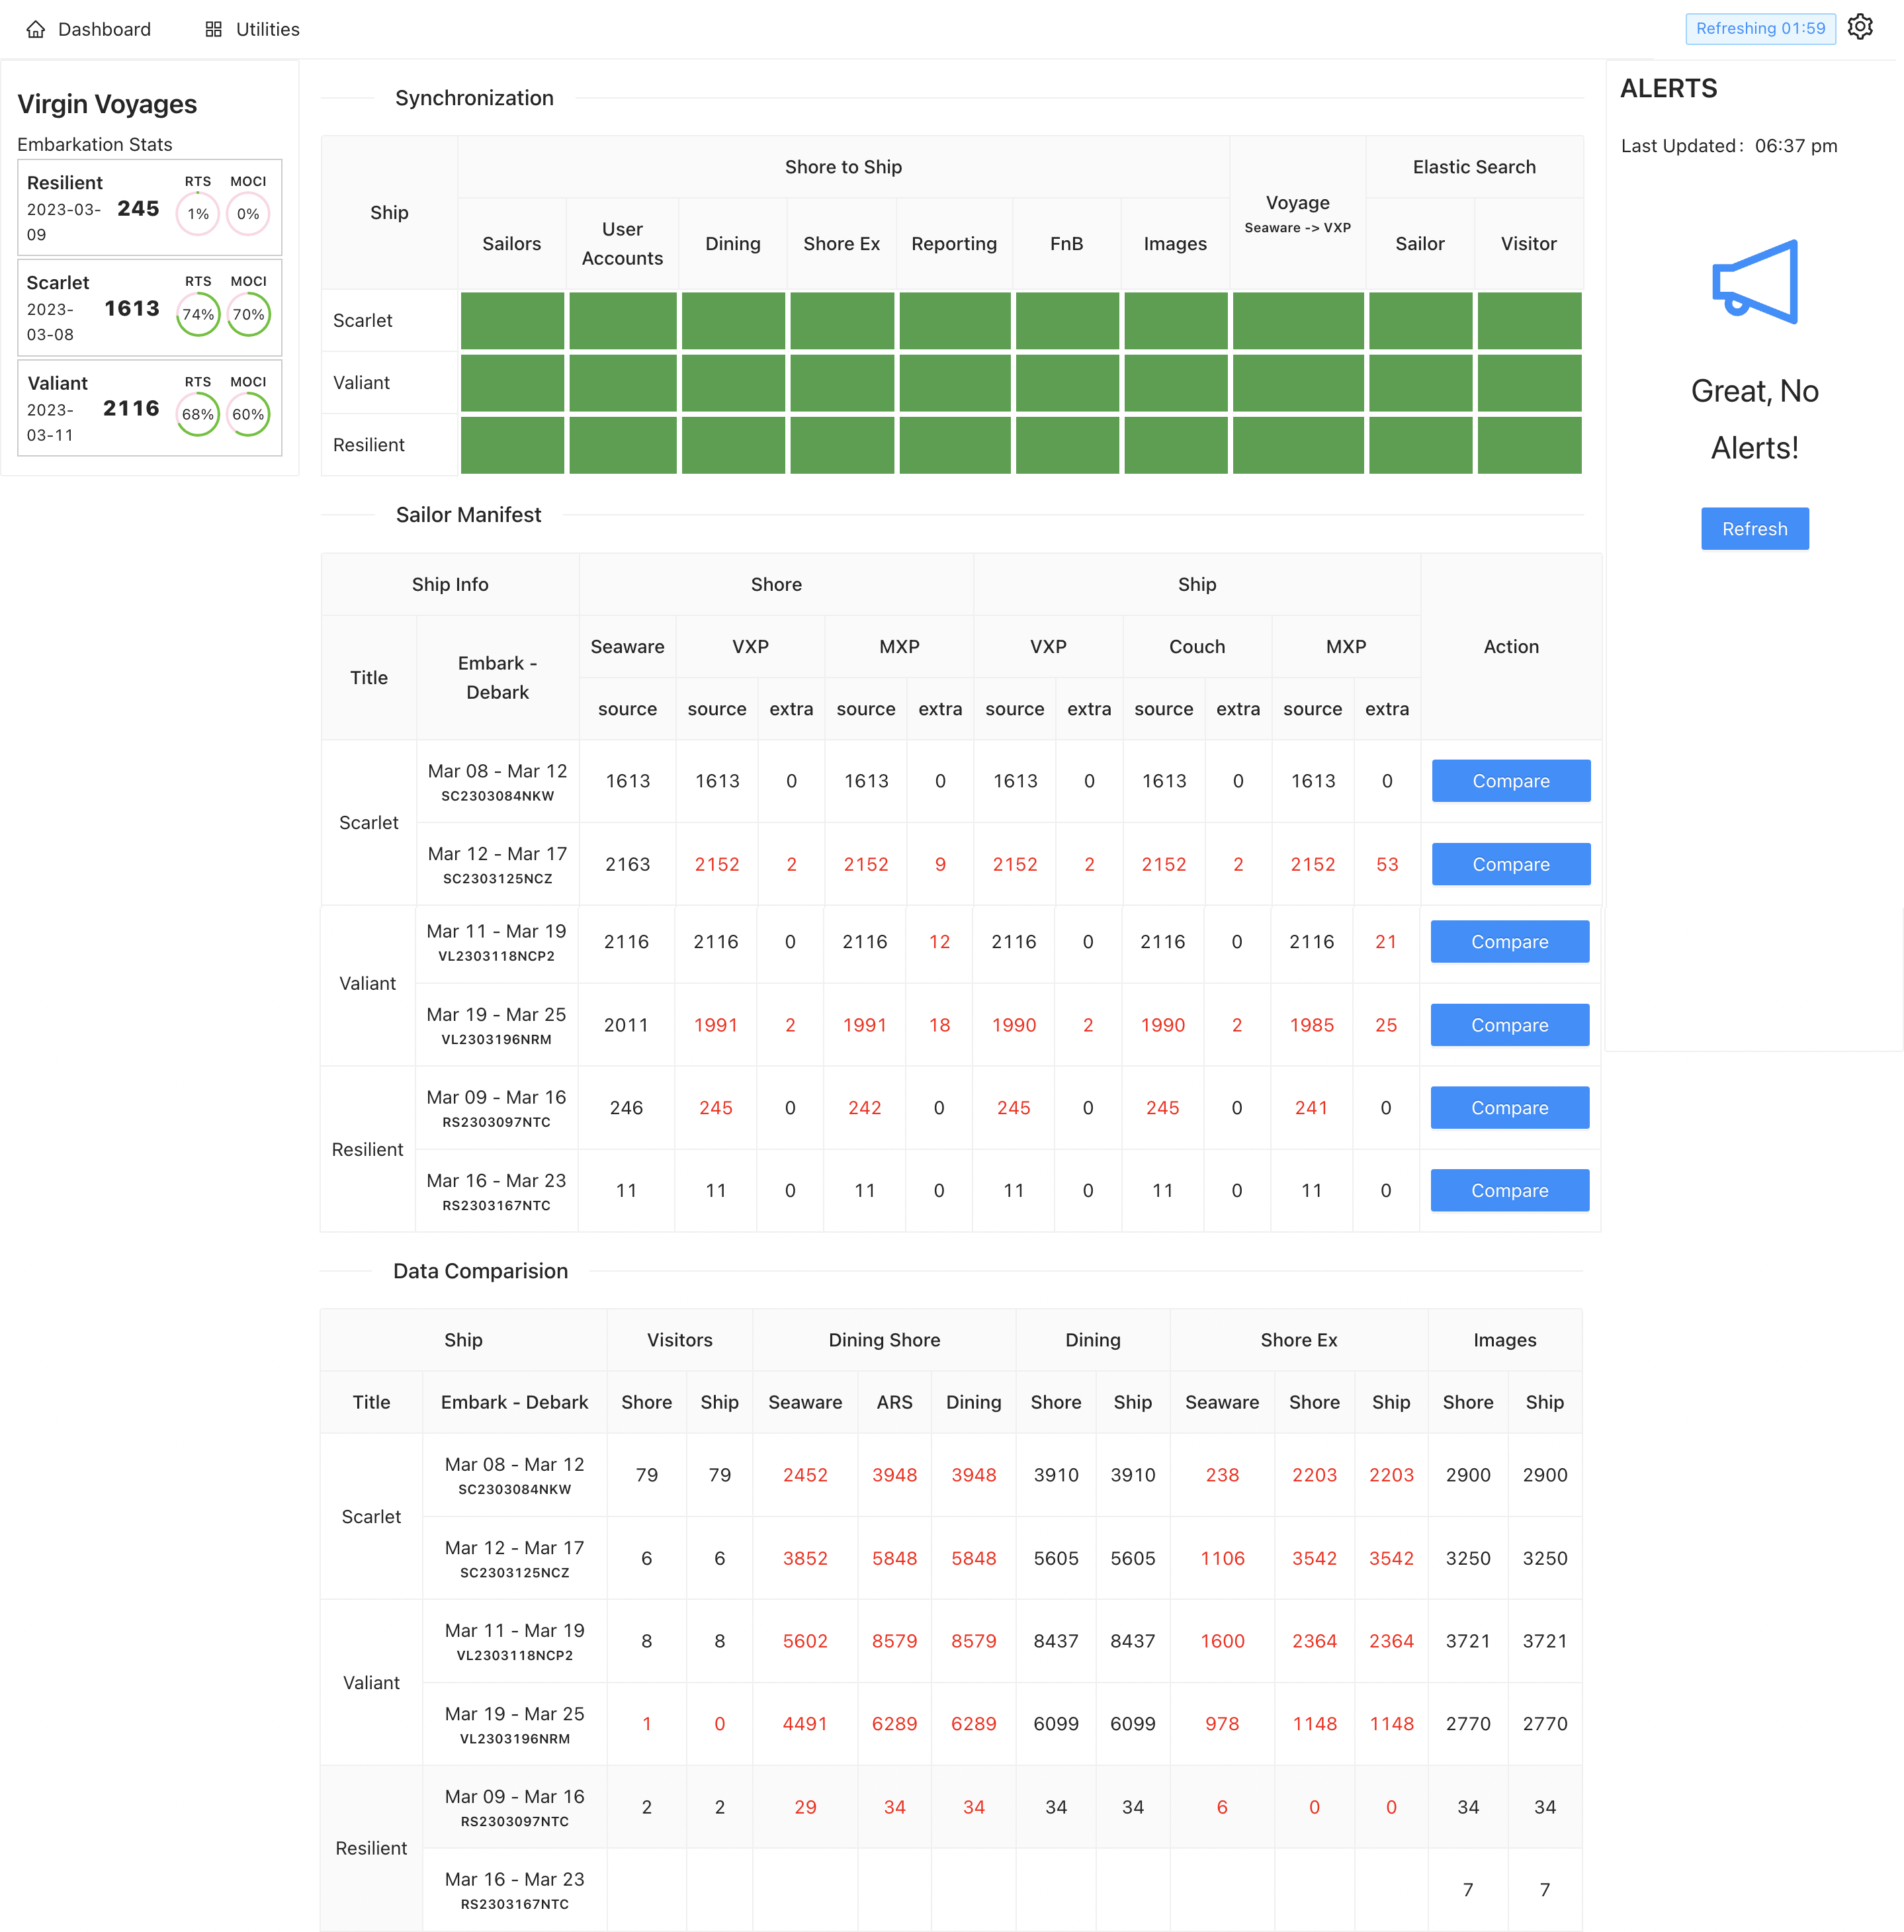 Dashboard Utilities Refreshing 01:59
Virgin Voyages
Embarkation Stats
Resilient RTS MOCI
2023-03-
09
245 1% 0%
Scarlet RTS MOCI
2023-
03-08
1613 74% 70%
Valiant RTS MOCI
2023-
03-11
2116 68% 60%
Synchronization
Ship Shore to Ship Voyage Elastic Search
Seaware -> VXP
Sailors User Accounts Dining Shore Ex Reporting FnB Images Sailor Visitor
Scarlet
Valiant
Resilient
Sailor Manifest
Ship Info Shore Ship Action
Title Embark - Debark Seaware VXP MXP VXP Couch MXP
source source extra source extra source extra source extra source extra
Scarlet
Mar 08 - Mar 12 1613 1613 0 1613 0 1613 0 1613 0 1613 0 Compare
SC2303084NKW
Mar 12 - Mar 17 2163 2152 2 2152 9 2152 2 2152 2 2152 53 Compare
SC2303125NCZ
Valiant
Mar 11 - Mar 19 2116 2116 0 2116 12 2116 0 2116 0 2116 21 Compare
VL2303118NCP2
Mar 19 - Mar 25 2011 1991 2 1991 18 1990 2 1990 2 1985 25 Compare
VL2303196NRM
Resilient
Mar 09 - Mar 16 246 245 0 242 0 245 0 245 0 241 0 Compare
RS2303097NTC
Mar 16 - Mar 23 11 11 0 11 0 11 0 11 0 11 0 Compare
RS2303167NTC
Data Comparision
Ship Visitors Dining Shore Dining Shore Ex Images
Title Embark - Debark Shore Ship Seaware ARS Dining Shore Ship Seaware Shore Ship Shore Ship
Scarlet
Mar 08 - Mar 12 79 79 2452 3948 3948 3910 3910 238 2203 2203 2900 2900
SC2303084NKW
Mar 12 - Mar 17 6 6 3852 5848 5848 5605 5605 1106 3542 3542 3250 3250
SC2303125NCZ
Valiant
Mar 11 - Mar 19 8 8 5602 8579 8579 8437 8437 1600 2364 2364 3721 3721
VL2303118NCP2
Mar 19 - Mar 25 1 0 4491 6289 6289 6099 6099 978 1148 1148 2770 2770
VL2303196NRM
Resilient
Mar 09 - Mar 16 2 2 29 34 34 34 34 6 0 0 34 34
RS2303097NTC
Mar 16 - Mar 23 7 7
RS2303167NTC
ALERTS
Last Updated: 06:37 pm
Great, No
Alerts!
Refresh